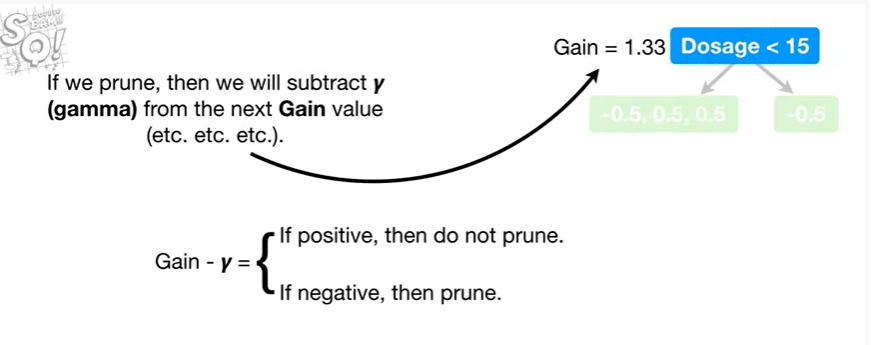 Gain = 1.33 Dosage < 15
If we prune, then we will subtract γ
(gamma) from the next Gain value
(etc. etc. etc.).
-0.5, 0.5, 0.5 -0.5
Gain - γ =
If positive, then do not prune.
If negative, then prune.